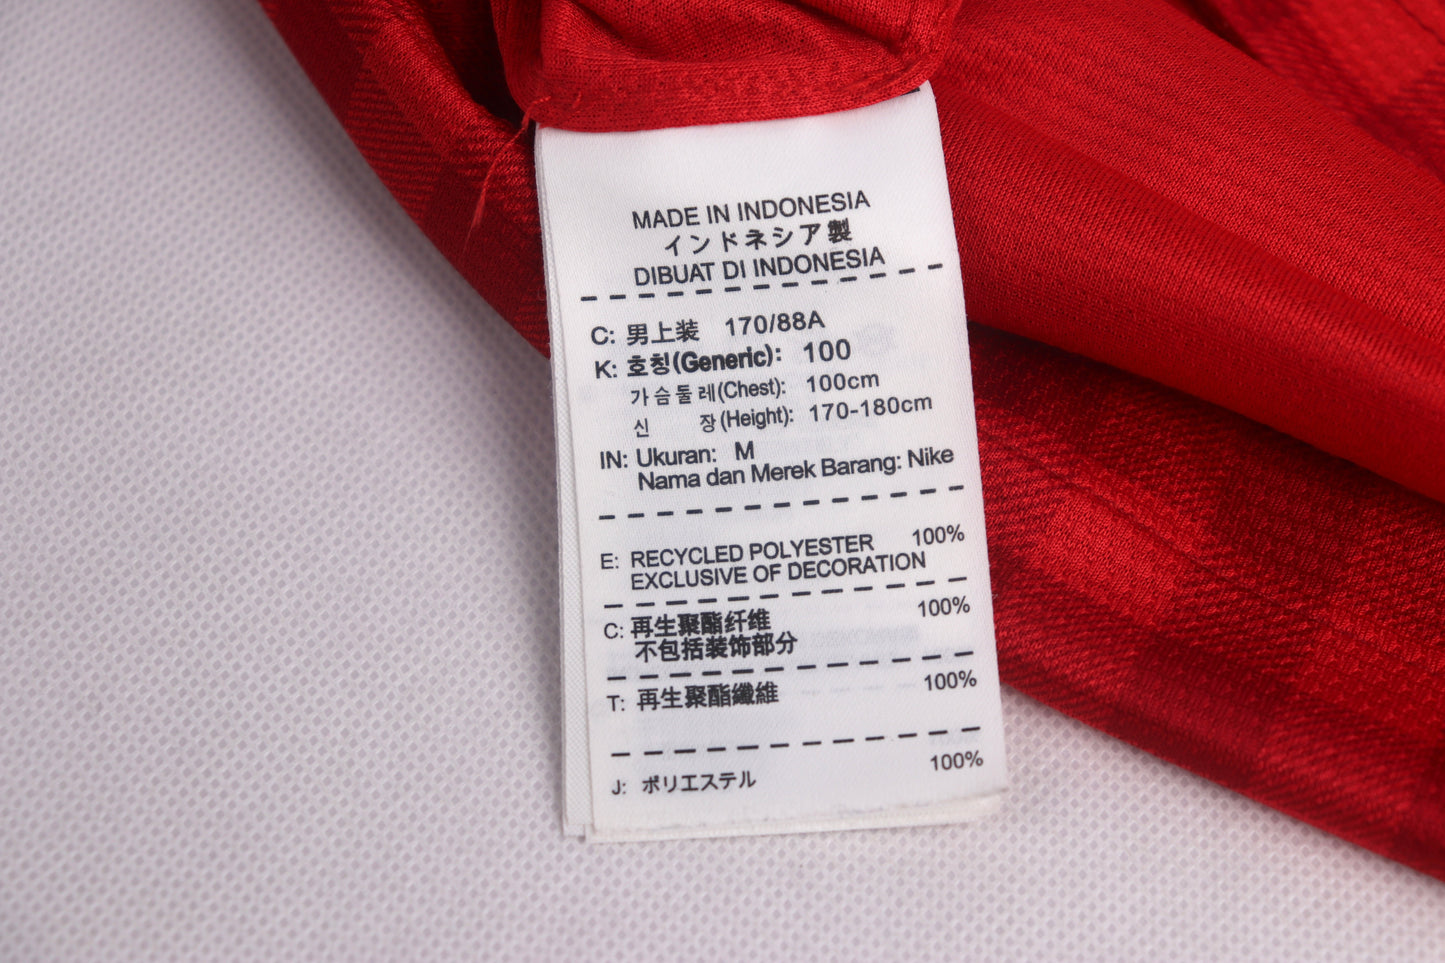 MADE IN INDONESIA
インドネシア製
DIBUAT DI INDONESIA
C: 男上装 170/88A
K: 호칭(Generic): 100
가슴둘레(Chest): 100cm
신 장(Height): 170-180cm
IN: Ukuran: M
Nama dan Merek Barang: Nike
E: RECYCLED POLYESTER 100%
EXCLUSIVE OF DECORATION
C: 再生聚酯纤维 100%
不包括装饰部分
T: 再生聚酯纖維 100%
J: ポリエステル 100%